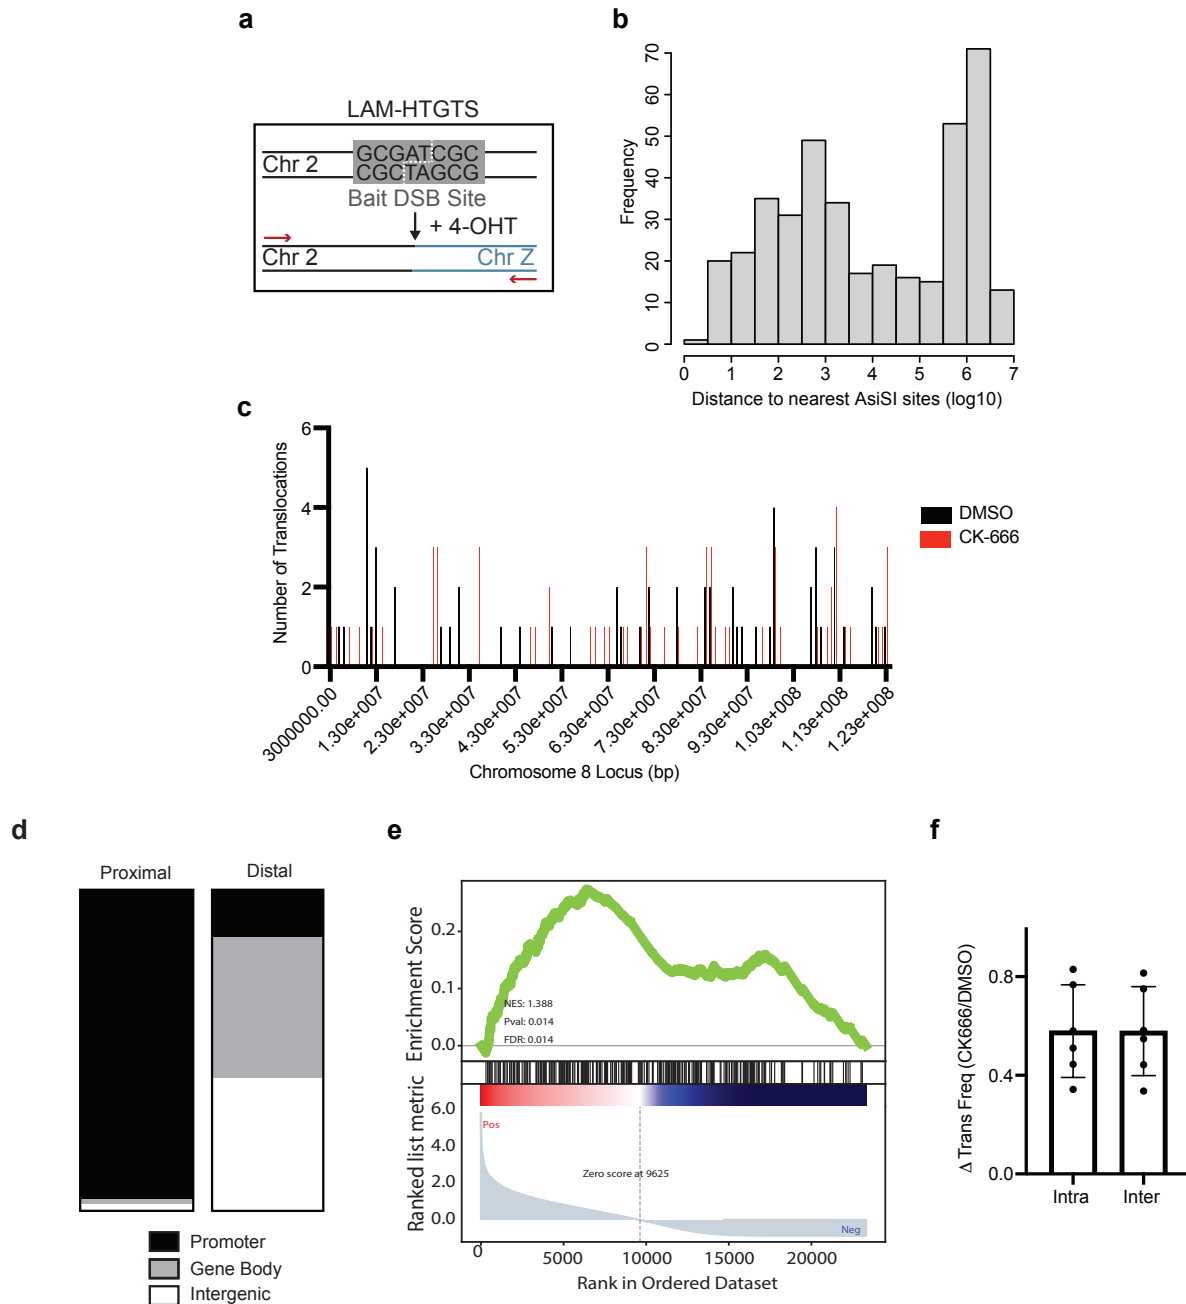 a
LAM-HTGTS
Chr 2
GCGATCGC
CGCTAGCG
Bait DSB Site
+ 4-OHT
Chr 2
Chr Z
b
Frequency
0
10
20
30
40
50
60
70
0 1 2 3 4 5 6 7
Distance to nearest AsiSI sites (log10)
c
Number of Translocations
6
4
2
0
3000000.00
1.30e+007
2.30e+007
3.30e+007
4.30e+007
5.30e+007
6.30e+007
7.30e+007
8.30e+007
9.30e+007
1.03e+008
1.13e+008
1.23e+008
Chromosome 8 Locus (bp)
DMSO
CK-666
d
Proximal
Distal
Promoter
Gene Body
Intergenic
e
Enrichment Score
0.2
0.1
0.0
NES: 1.388
Pval: 0.014
FDR: 0.014
Ranked list metric
6.0
4.0
2.0
0.0
Pos
Zero score at 9625
Neg
0 5000 10000 15000 20000
Rank in Ordered Dataset
f
Δ Trans Freq (CK666/DMSO)
0.8
0.4
0.0
Intra
Inter